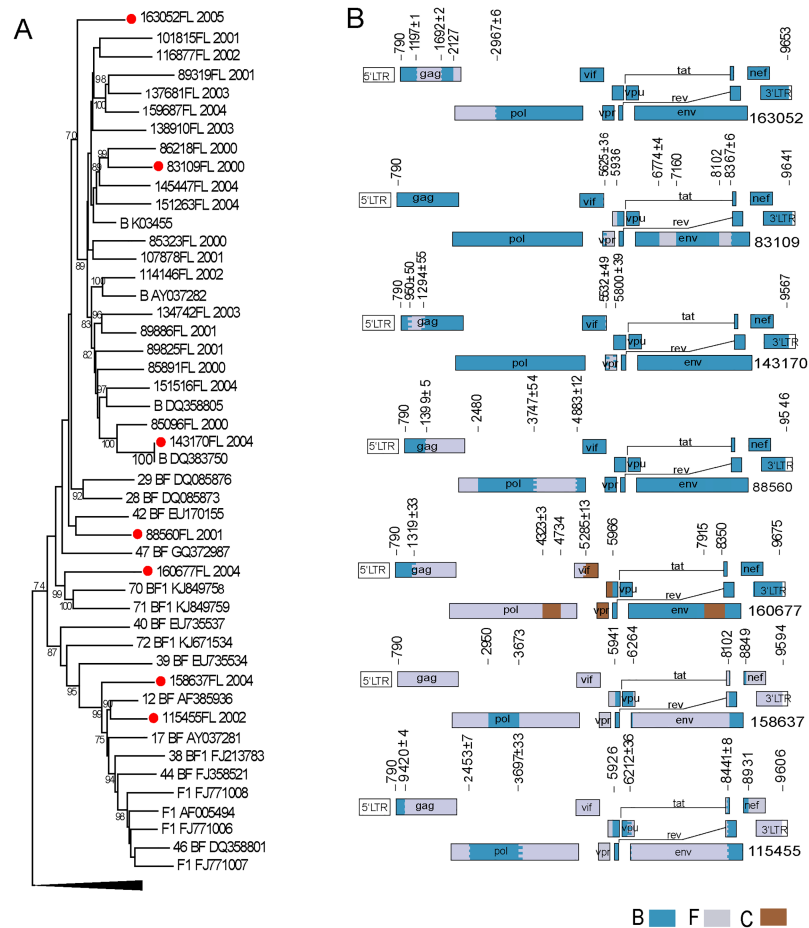 A
163052FL 2005
101815FL 2001
116877FL 2002
89319FL 2001
137681FL 2003
159687FL 2004
138910FL 2003
86218FL 2000
83109FL 2000
145447FL 2004
151263FL 2004
B K03455
85323FL 2000
107878FL 2001
114146FL 2002
B AY037282
134742FL 2003
89886FL 2001
89825FL 2001
85891FL 2000
151516FL 2004
B DQ358805
85096FL 2000
143170FL 2004
B DQ383750
29 BF DQ085876
28 BF DQ085873
42 BF EU170155
88560FL 2001
47 BF GQ372987
160677FL 2004
70 BF1 KJ849758
71 BF1 KJ849759
40 BF EU735537
72 BF1 KJ671534
39 BF EU735534
158637FL 2004
12 BF AF385936
115455FL 2002
17 BF AY037281
38 BF1 FJ213783
44 BF FJ358521
F1 FJ771008
F1 AF005494
F1 FJ771006
46 BF DQ358801
F1 FJ771007
98
100
70
99
89
89
100
83
96
82
97
100
100
92
74
99
100
87
95
90
99
75
94
98
B
790
1197±1
1692±2
2127
2967±6
9653
5'LTR
gag
pol
vif
vpr
vpu
tat
rev
env
nef
3'LTR
163052
790
5625±36
5936
6774±4
7160
8102
8367±6
9641
5'LTR
gag
pol
vif
vpr
vpu
tat
rev
env
nef
3'LTR
83109
790
950±50
1294±55
5532±49
5800±39
9567
5'LTR
gag
pol
vif
vpr
vpu
tat
rev
env
nef
3'LTR
143170
790
1399±5
2480
3747±54
4883±12
9546
5'LTR
gag
pol
vif
vpr
vpu
tat
rev
env
nef
3'LTR
88560
790
1319±33
4323±3
4734
5285±13
5966
7915
8350
9675
5'LTR
gag
pol
vif
vpr
vpu
tat
rev
env
nef
3'LTR
160677
790
2950
3673
5941
6264
8102
8849
9594
5'LTR
gag
pol
vif
vpr
vpu
tat
rev
env
nef
3'LTR
158637
790
9420±4
2453±7
3697±33
5926
6212±36
8441±8
8931
9606
5'LTR
gag
pol
vif
vpr
vpu
tat
rev
env
nef
3'LTR
115455
B
F
C